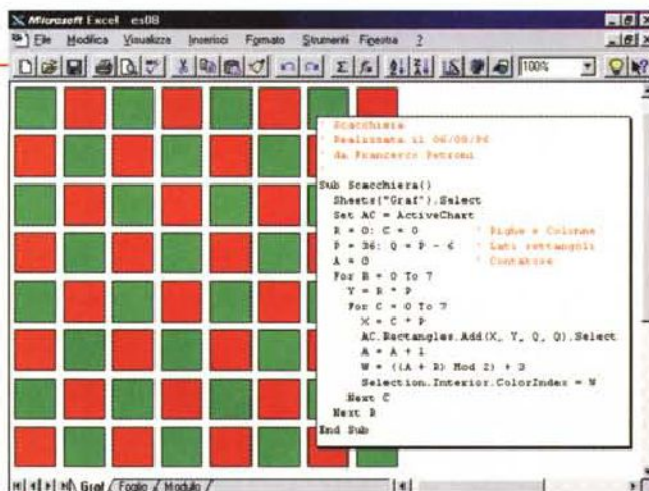 Microsoft Excel es08
File Modifica Visualizza Inserisci Formato Strumenti Finestra ?
100%
' Scacchiera
' Realizzata il 06/08/96
' da Francesco Petroni
'
Sub Scacchiera()
Sheets("Graf").Select
Set AC = ActiveChart
R = 0: C = 0 ' Righe e Colonne
P = 36: Q = P - 6 ' Lati rettangoli
A = 0 ' Contatore
For R = 0 To 7
Y = R * P
For C = 0 To 7
X = C * P
AC.Rectangles.Add(X, Y, Q, Q).Select
A = A + 1
W = ((A + R) Mod 2) + 3
Selection.Interior.ColorIndex = W
Next C
Next R
End Sub
Graf Foglio Modulo